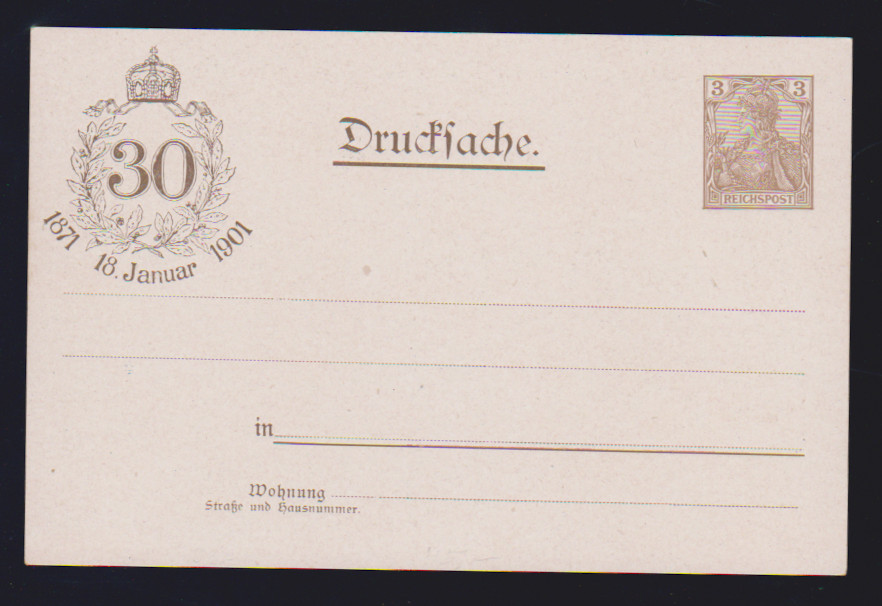 30
1871 18. Januar 1901
Drucksache.
3 3
REICHSPOST
in
Wohnung
Straße und Hausnummer.